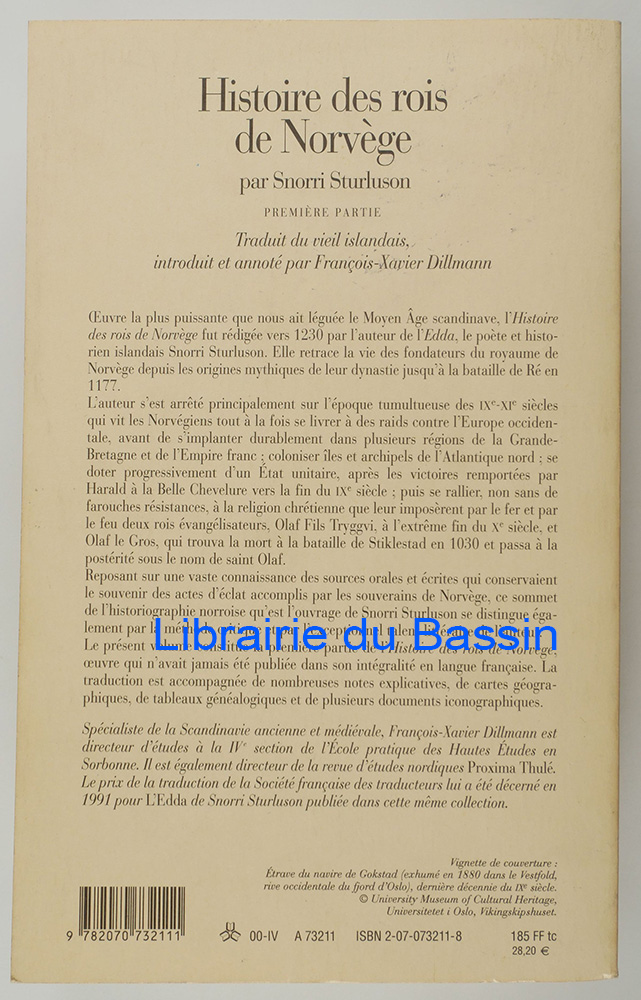 Histoire des rois
de Norvège
par Snorri Sturluson
PREMIÈRE PARTIE
Traduit du vieil islandais,
introduit et annoté par François-Xavier Dillmann
Œuvre la plus puissante que nous ait léguée le Moyen Âge scandinave, l'Histoire
des rois de Norvège fut rédigée vers 1230 par l'auteur de l'Edda, le poète et histo-
rien islandais Snorri Sturluson. Elle retrace la vie des fondateurs du royaume de
Norvège depuis les origines mythiques de leur dynastie jusqu'à la bataille de Ré en
1177.
L'auteur s'est arrêté principalement sur l'époque tumultueuse des IXe-XIe siècles
qui vit les Norvégiens tout à la fois se livrer à des raids contre l'Europe occiden-
tale, avant de s'implanter durablement dans plusieurs régions de la Grande-
Bretagne et de l'Empire franc ; coloniser îles et archipels de l'Atlantique nord ; se
doter progressivement d'un État unitaire, après les victoires remportées par
Harald à la Belle Chevelure vers la fin du IXe siècle ; puis se rallier, non sans de
farouches résistances, à la religion chrétienne que leur imposèrent par le fer et par
le feu deux rois évangélisateurs, Olaf Fils Tryggvi, à l'extrême fin du Xe siècle, et
Olaf le Gros, qui trouva la mort à la bataille de Stiklestad en 1030 et passa à la
postérité sous le nom de saint Olaf.
Reposant sur une vaste connaissance des sources orales et écrites qui conservaient
le souvenir des actes d'éclat accomplis par les souverains de Norvège, ce sommet
de l'historiographie norroise qu'est l'ouvrage de Snorri Sturluson se distingue éga-
lement par la
Librairie du Bassin
Le présent la première partie de l'Histoire des rois de Norvège,
œuvre qui n'avait jamais été publiée dans son intégralité en langue française. La
traduction est accompagnée de nombreuses notes explicatives, de cartes géogra-
phiques, de tableaux généalogiques et de plusieurs documents iconographiques.
Spécialiste de la Scandinavie ancienne et médiévale, François-Xavier Dillmann est
directeur d'études à la IVe section de l'École pratique des Hautes Études en
Sorbonne. Il est également directeur de la revue d'études nordiques Proxima Thulé.
Le prix de la traduction de la Société française des traducteurs lui a été décerné en
1991 pour L'Edda de Snorri Sturluson publiée dans cette même collection.
Vignette de couverture :
Étrave du navire de Gokstad (exhumé en 1880 dans le Vestfold,
rive occidentale du fjord d'Oslo), dernière décennie du IXe siècle.
© University Museum of Cultural Heritage,
Universitetet i Oslo, Vikingskipshuset.
9 782070 732111
00-IV A 73211 ISBN 2-07-073211-8 185 FF tc
28,20 €